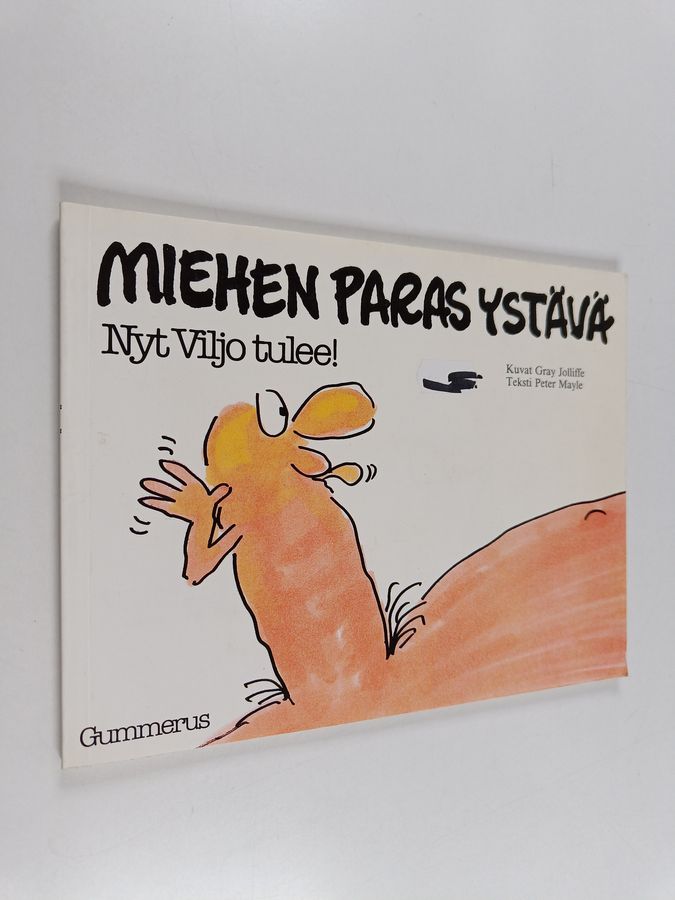 MIEHEN PARAS YSTÄVÄ
Nyt Viljo tulee!
Kuvat Gray Jolliffe
Teksti Peter Mayle
Gummerus